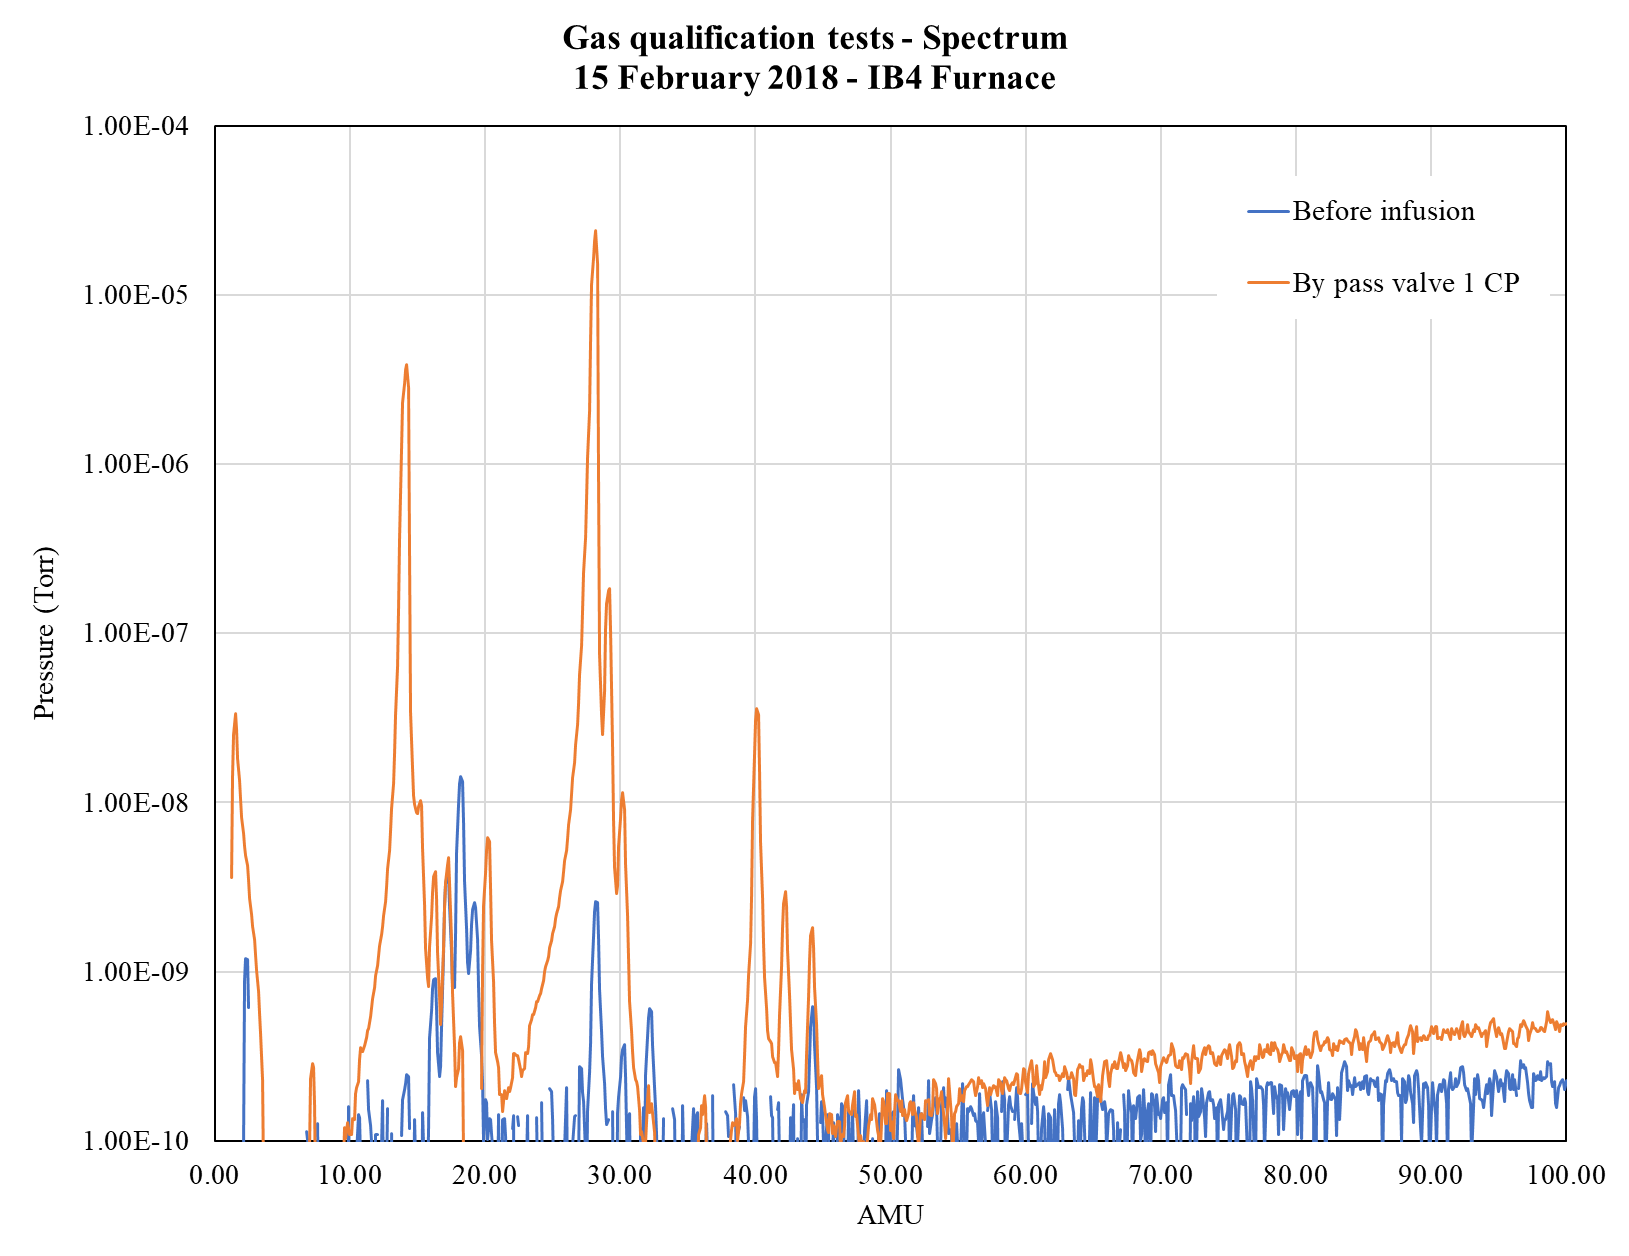 Gas qualification tests - Spectrum
15 February 2018 - IB4 Furnace
1.00E-04
1.00E-05
1.00E-06
1.00E-07
1.00E-08
1.00E-09
1.00E-10
Pressure (Torr)
Before infusion
By pass valve 1 CP
0.00 10.00 20.00 30.00 40.00 50.00 60.00 70.00 80.00 90.00 100.00
AMU